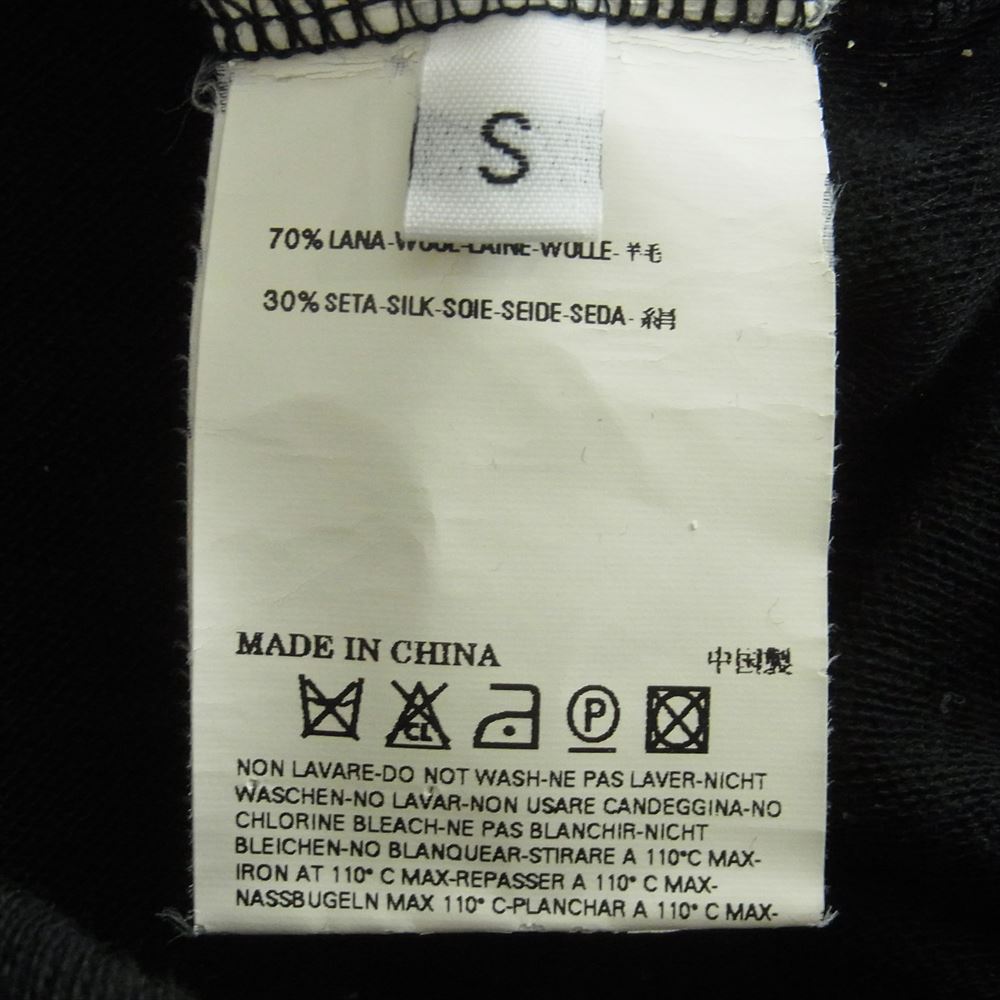 S
70% LANA-WOOL-LAINE-WOLLE- 羊毛
30% SETA-SILK-SOIE-SEIDE-SEDA- 絹
MADE IN CHINA 中国製
CL P
NON LAVARE-DO NOT WASH-NE PAS LAVER-NICHT
WASCHEN-NO LAVAR-NON USARE CANDEGGINA-NO
CHLORINE BLEACH-NE PAS BLANCHIR-NICHT
BLEICHEN-NO BLANQUEAR-STIRARE A 110°C MAX-
IRON AT 110° C MAX-REPASSER A 110° C MAX-
NASSBUGELN MAX 110° C-PLANCHAR A 110° C MAX-